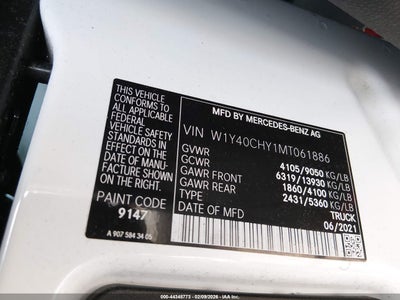 MFD BY MERCEDES-BENZ AG
THIS VEHICLE
CONFORMS TO ALL
APPLICABLE U.S.
FEDERAL MOTOR
VEHICLE SAFETY
STANDARDS IN
EFFECT ON THE
DATE OF MANU-
FACTURE SHOWN
ON THE RIGHT.
PAINT CODE
9147
VIN W1Y40CHY1MT061886
GVWR 4105/9050 KG/LB
GCWR 6319/13930 KG/LB
GAWR FRONT 1860/4100 KG/LB
GAWR REAR 2431/5360 KG/LB
TYPE TRUCK
DATE OF MFD 06/2021
A 907 584 34 05
000-44348773 - 02/09/2026 - IAA Inc.